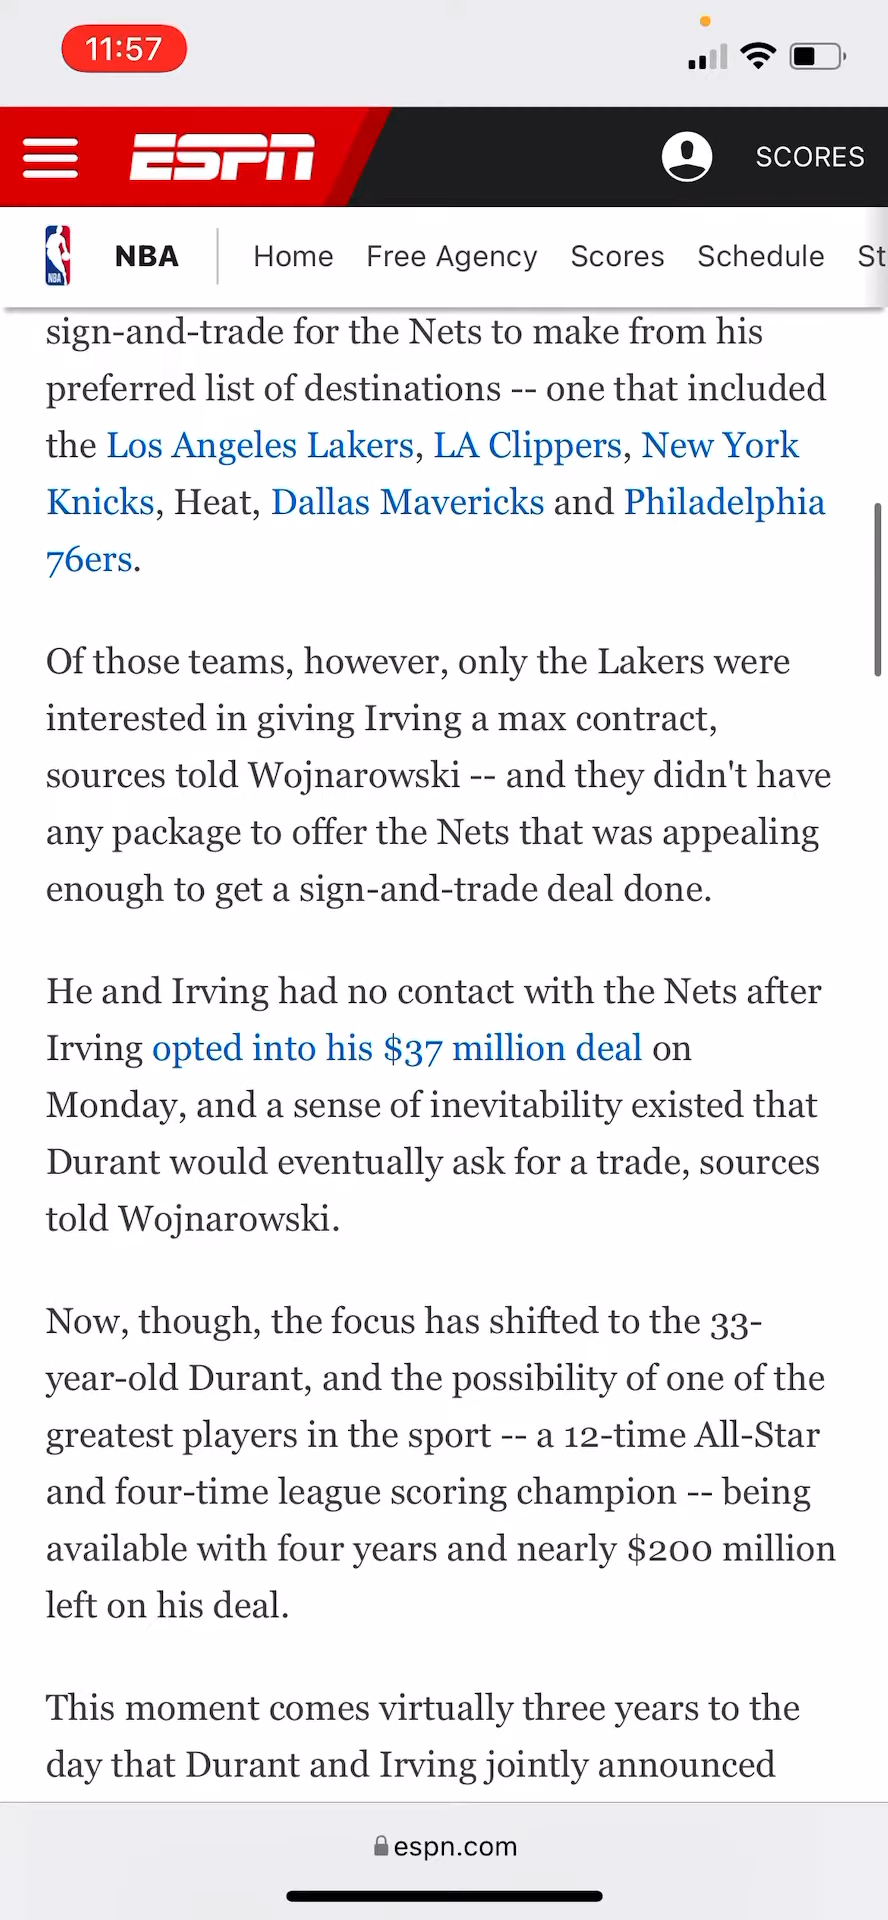 11:57
ESPN
SCORES
NBA
NBA
Home
Free Agency
Scores
Schedule
St
sign-and-trade for the Nets to make from his
preferred list of destinations -- one that included
the Los Angeles Lakers, LA Clippers, New York
Knicks, Heat, Dallas Mavericks and Philadelphia
76ers.
Of those teams, however, only the Lakers were
interested in giving Irving a max contract,
sources told Wojnarowski -- and they didn't have
any package to offer the Nets that was appealing
enough to get a sign-and-trade deal done.
He and Irving had no contact with the Nets after
Irving opted into his $37 million deal on
Monday, and a sense of inevitability existed that
Durant would eventually ask for a trade, sources
told Wojnarowski.
Now, though, the focus has shifted to the 33-
year-old Durant, and the possibility of one of the
greatest players in the sport -- a 12-time All-Star
and four-time league scoring champion -- being
available with four years and nearly $200 million
left on his deal.
This moment comes virtually three years to the
day that Durant and Irving jointly announced
espn.com